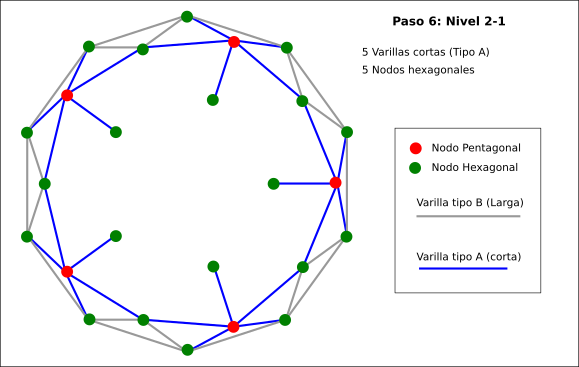 Paso 6: Nivel 2-1
5 Varillas cortas (Tipo A)
5 Nodos hexagonales
Nodo Pentagonal
Nodo Hexagonal
Varilla tipo B (Larga)
Varilla tipo A (corta)